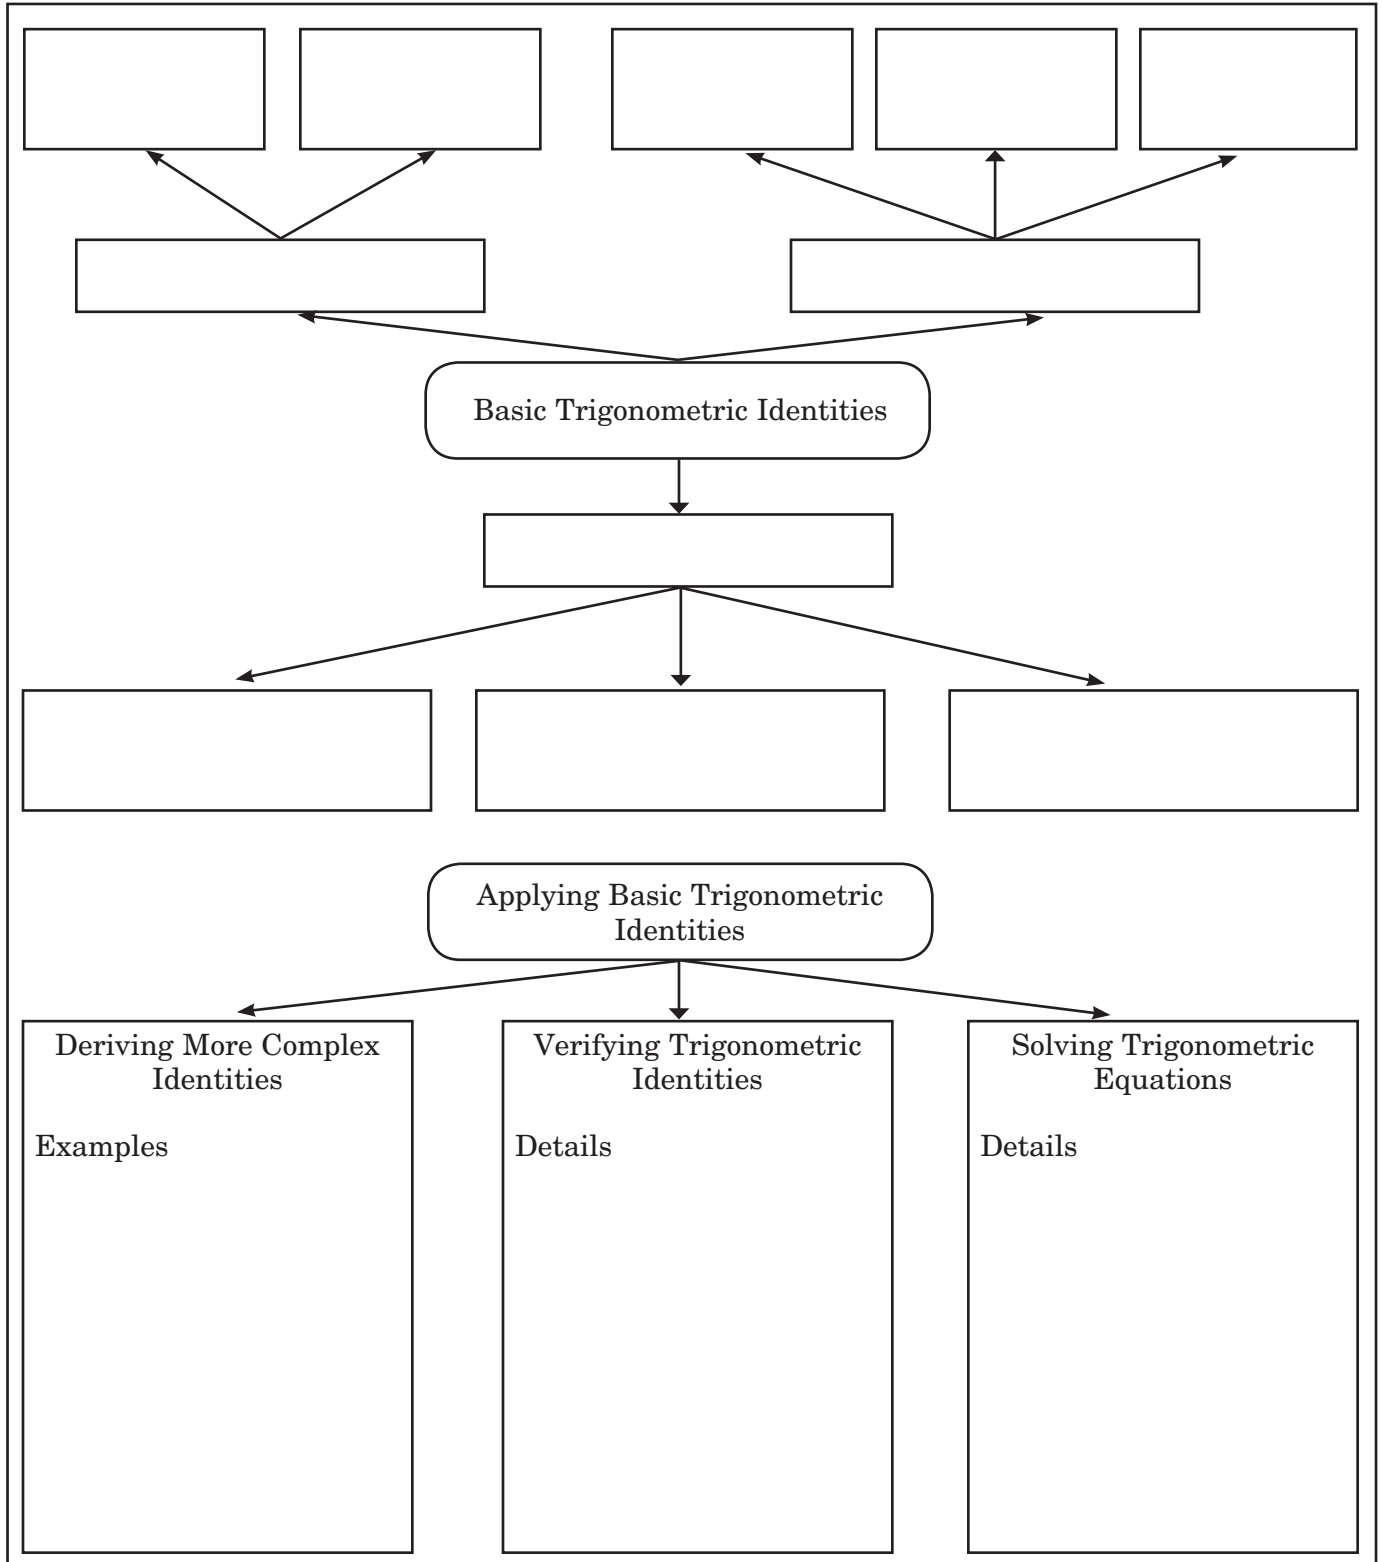 Basic Trigonometric Identities
Applying Basic Trigonometric
Identities
Deriving More Complex
Identities
Examples
Verifying Trigonometric
Identities
Details
Solving Trigonometric
Equations
Details